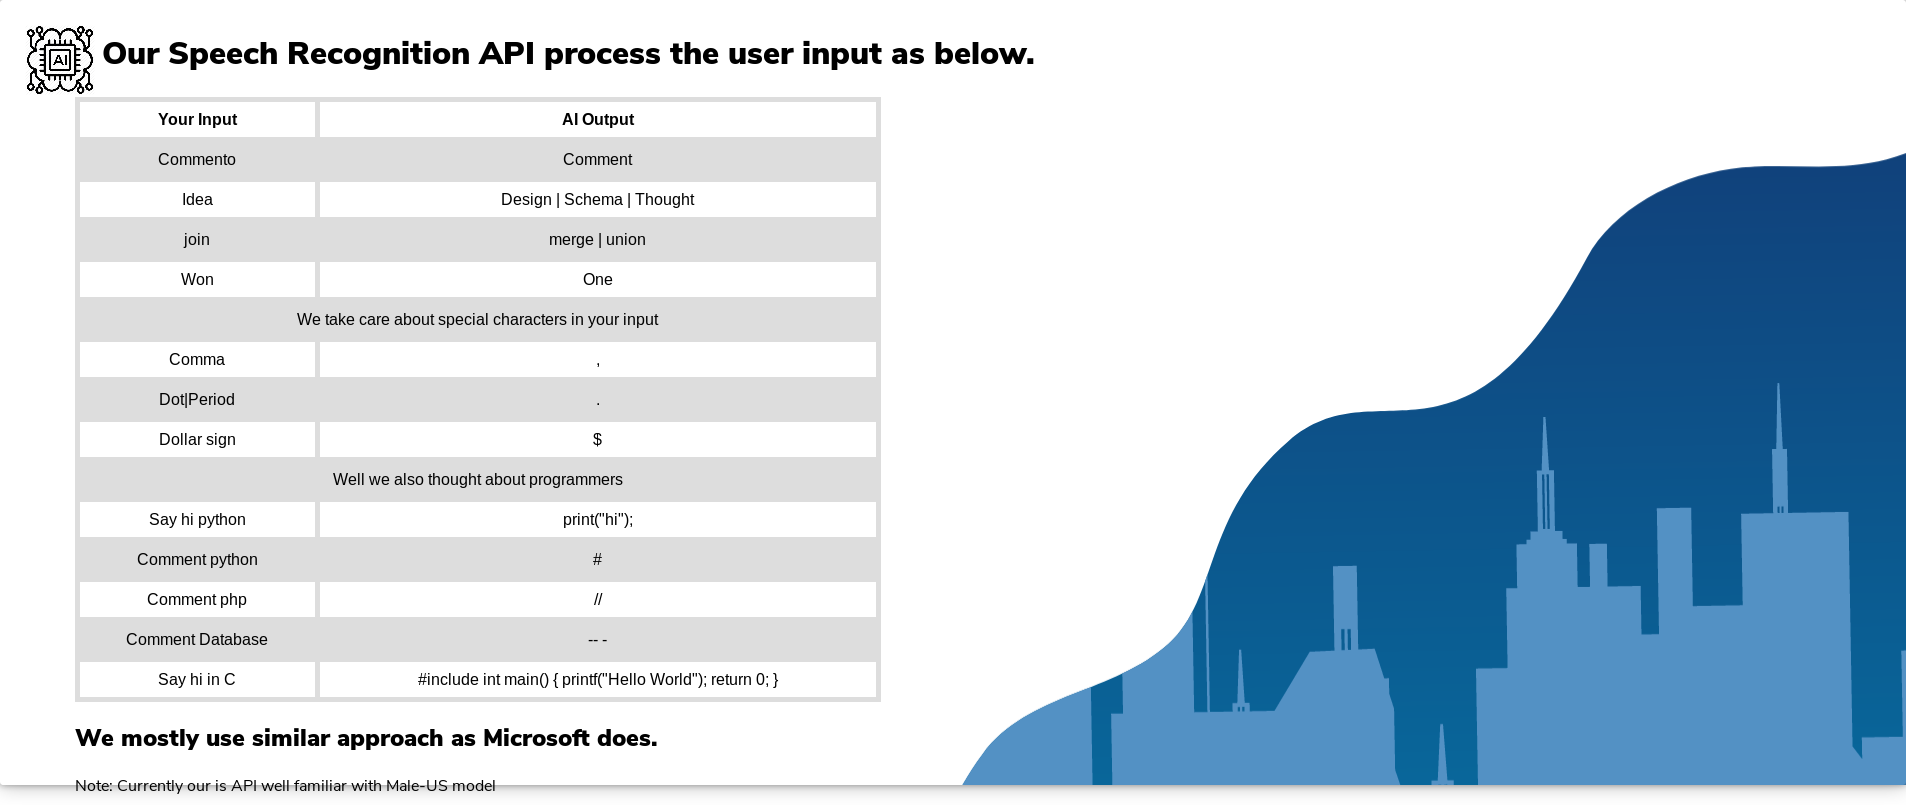 AI
Our Speech Recognition API process the user input as below.
Your Input AI Output
Commento Comment
Idea Design | Schema | Thought
join merge | union
Won One
We take care about special characters in your input
Comma ,
Dot|Period .
Dollar sign $
Well we also thought about programmers
Say hi python print("hi");
Comment python #
Comment php //
Comment Database -- -
Say hi in C #include int main() { printf("Hello World"); return 0; }
We mostly use similar approach as Microsoft does.
Note: Currently our is API well familiar with Male-US model